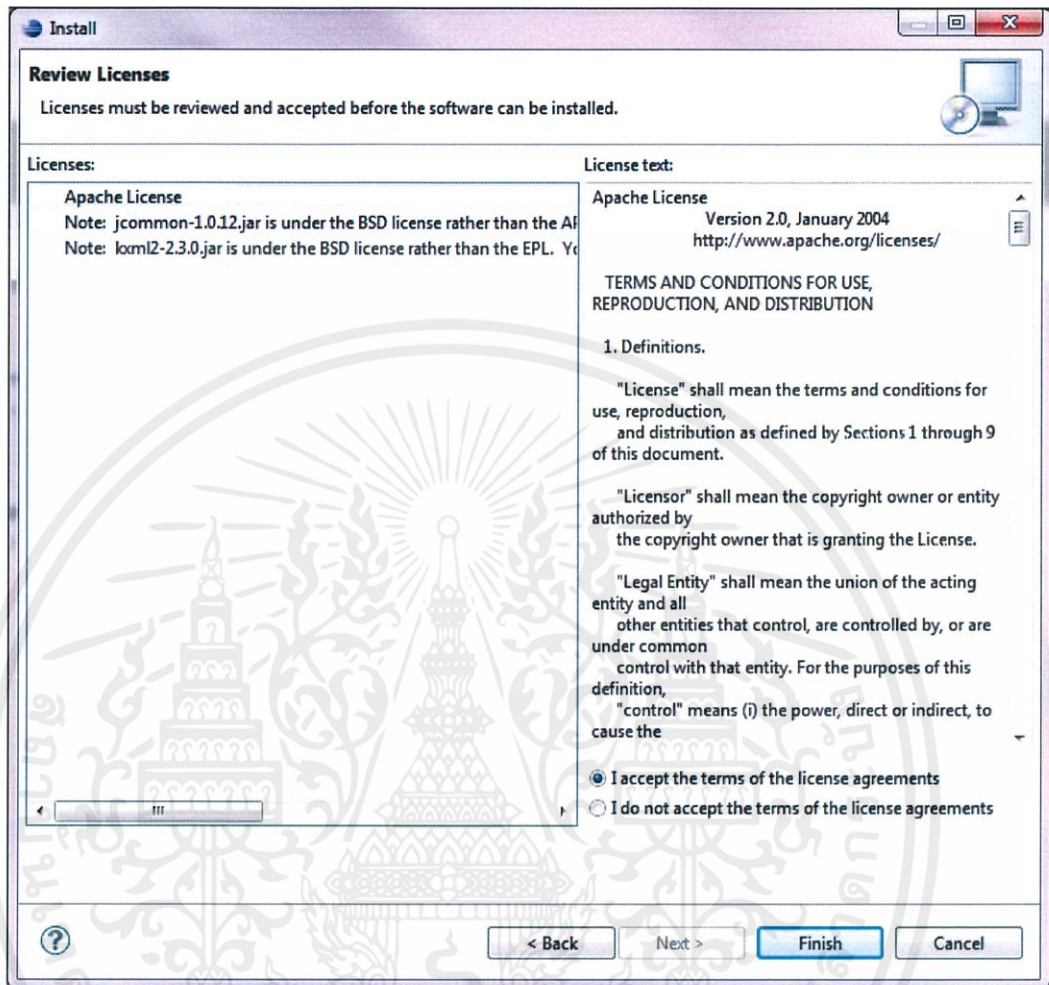 Install
Review Licenses
Licenses must be reviewed and accepted before the software can be installed.
Licenses:
Apache License
Note: jcommon-1.0.12.jar is under the BSD license rather than the
Note: kxml2-2.3.0.jar is under the BSD license rather than the EPL.
License text:
Apache License
Version 2.0, January 2004
http://www.apache.org/licenses/
TERMS AND CONDITIONS FOR USE,
REPRODUCTION, AND DISTRIBUTION
1. Definitions.
"License" shall mean the terms and conditions for
use, reproduction,
and distribution as defined by Sections 1 through 9
of this document.
"Licensor" shall mean the copyright owner or entity
authorized by
the copyright owner that is granting the License.
"Legal Entity" shall mean the union of the acting
entity and all
other entities that control, are controlled by, or are
under common
control with that entity. For the purposes of this
definition,
"control" means (i) the power, direct or indirect, to
cause the
I accept the terms of the license agreements
I do not accept the terms of the license agreements
?
< Back
Next >
Finish
Cancel